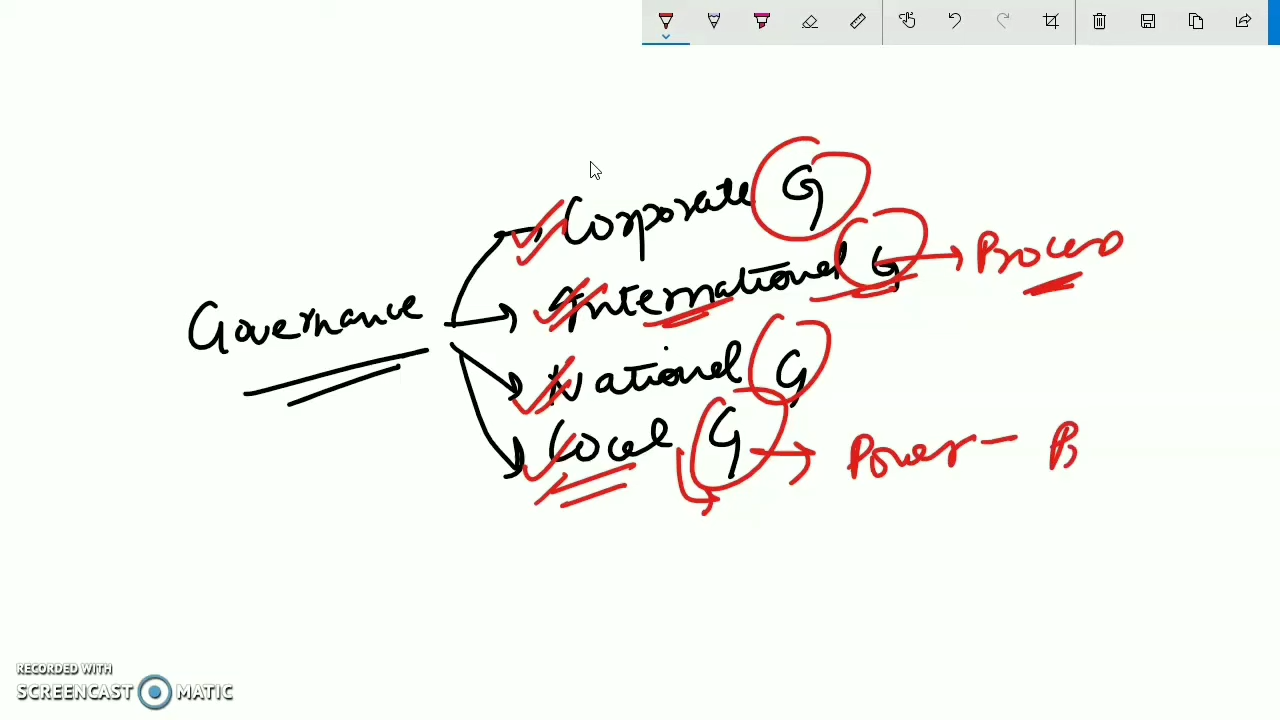 Corporate G
International G → Process
Governance
National G
Local G → Power - P
RECORDED WITH
SCREENCAST MATIC